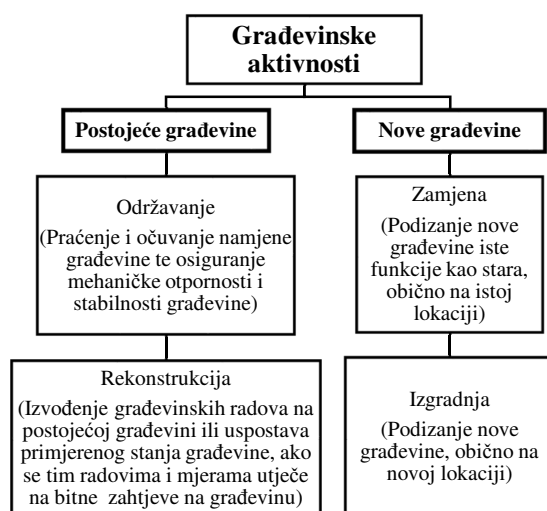 Građevinske
aktivnosti
Postojeće građevine
Nove građevine
Održavanje
(Praćenje i očuvanje namjene
građevine te osiguranje
mehaničke otpornosti i
stabilnosti građevine)
Zamjena
(Podizanje nove
građevine iste
funkcije kao stara,
obično na istoj
lokaciji)
Rekonstrukcija
(Izvođenje građevinskih radova na
postojećoj građevini ili uspostava
primjerenog stanja građevine, ako
se tim radovima i mjerama utječe
na bitne zahtjeve na građevinu)
Izgradnja
(Podizanje nove
građevine, obično na
novoj lokaciji)